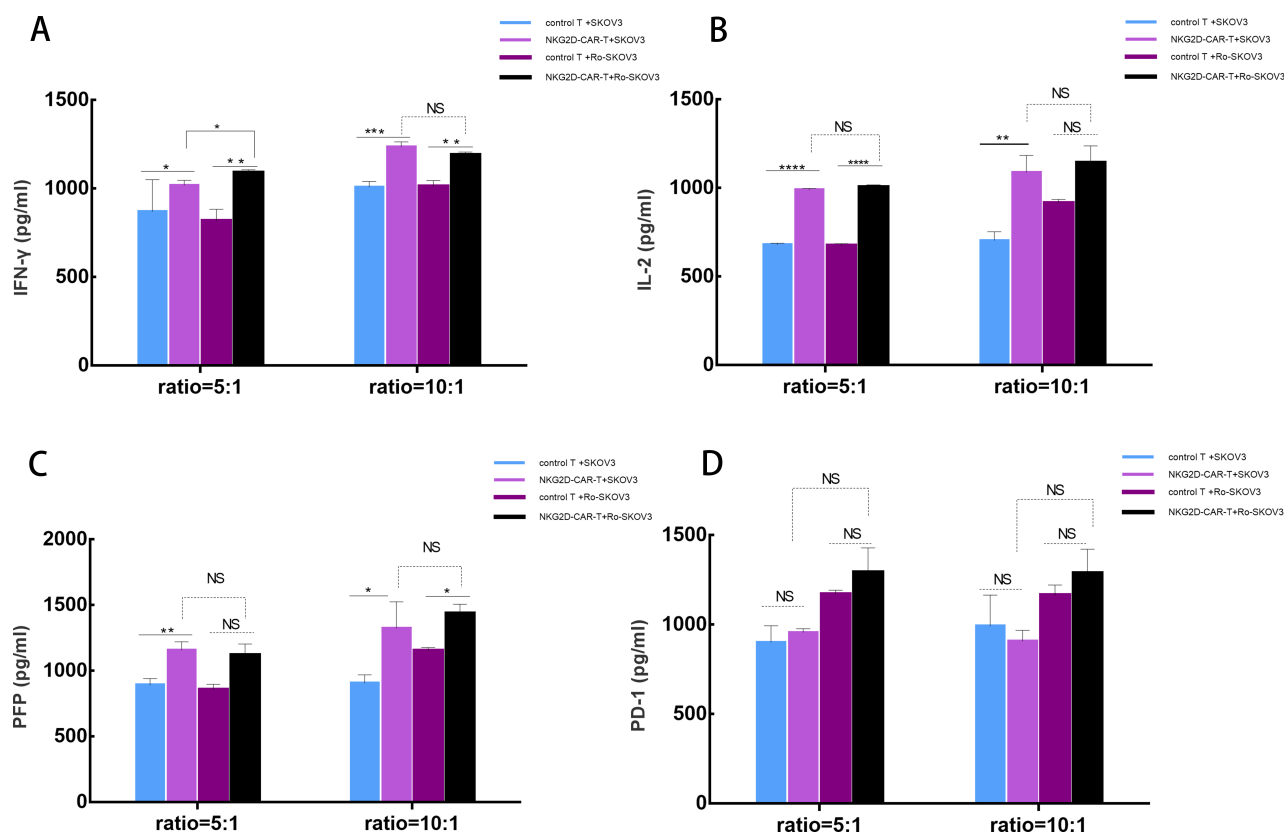 A
control T +SKOV3
NKG2D-CAR-T+SKOV3
control T +Ro-SKOV3
NKG2D-CAR-T+Ro-SKOV3
IFN-γ (pg/ml)
1500
1000
500
0
*
*
**
***
NS
**
ratio=5:1
ratio=10:1
B
control T +SKOV3
NKG2D-CAR-T+SKOV3
control T +Ro-SKOV3
NKG2D-CAR-T+Ro-SKOV3
IL-2 (pg/ml)
1500
1000
500
0
NS
****
****
NS
**
NS
ratio=5:1
ratio=10:1
C
control T +SKOV3
NKG2D-CAR-T+SKOV3
control T +Ro-SKOV3
NKG2D-CAR-T+Ro-SKOV3
PFP (pg/ml)
2000
1500
1000
500
0
NS
**
NS
NS
*
*
ratio=5:1
ratio=10:1
D
control T +SKOV3
NKG2D-CAR-T+SKOV3
control T +Ro-SKOV3
NKG2D-CAR-T+Ro-SKOV3
PD-1 (pg/ml)
1500
1000
500
0
NS
NS
NS
NS
NS
NS
ratio=5:1
ratio=10:1